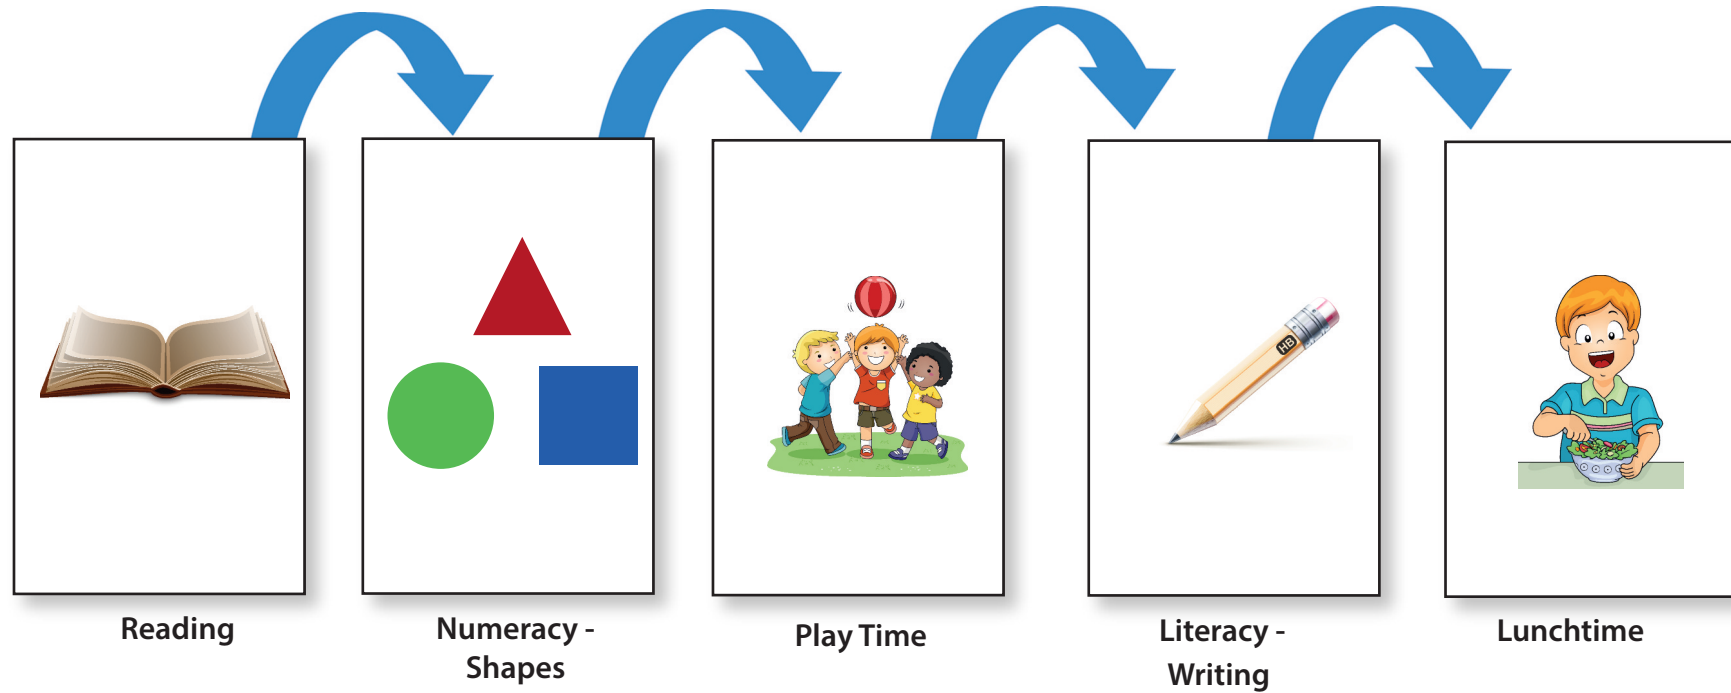 HB
Reading
Numeracy -
Shapes
Play Time
Literacy -
Writing
Lunchtime